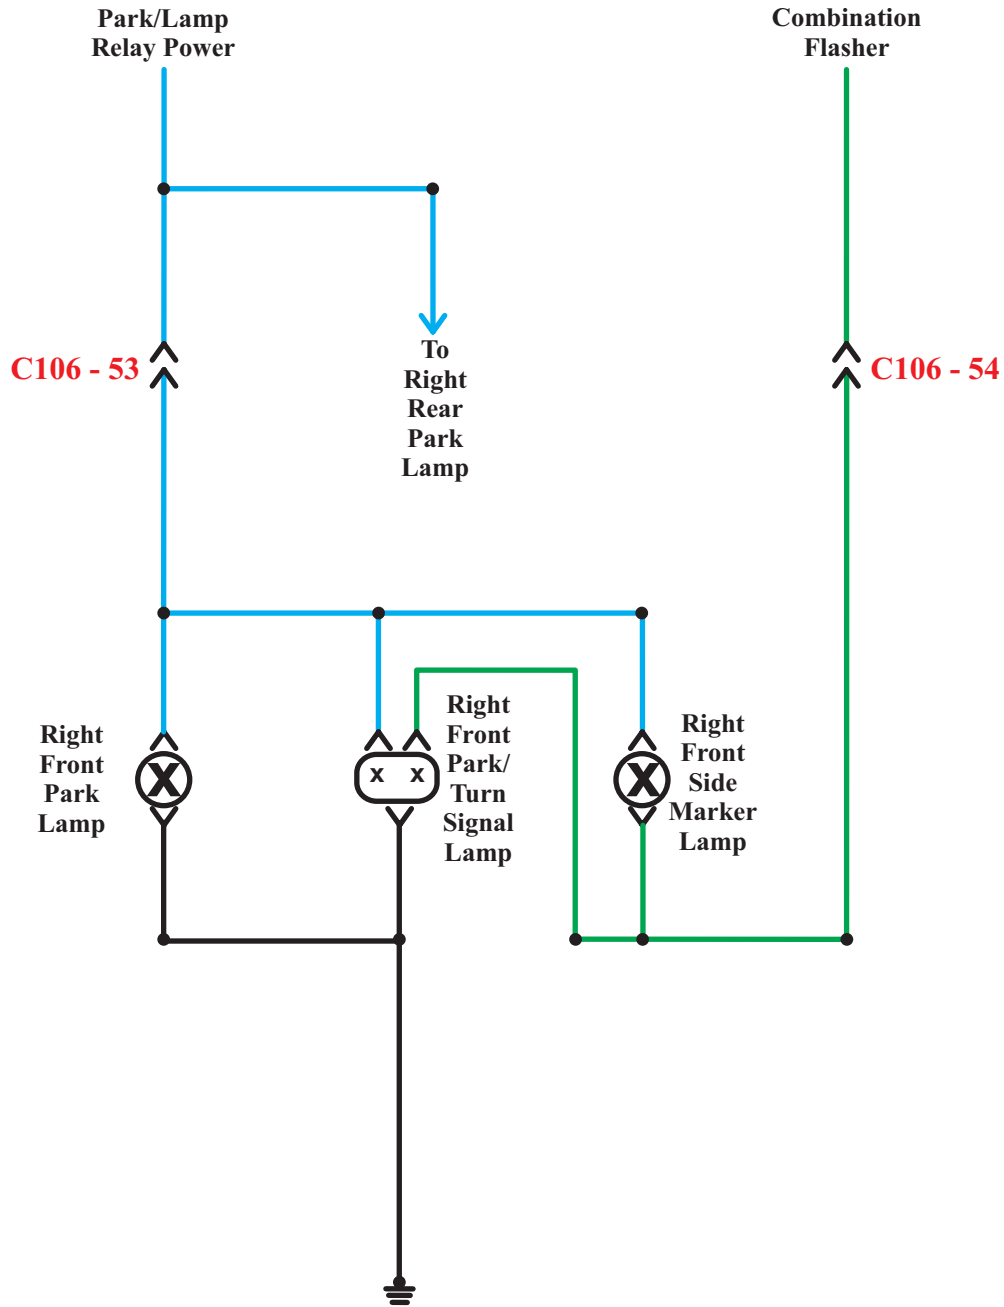 Park/Lamp
Relay Power
Combination
Flasher
C106 - 53
C106 - 54
To
Right
Rear
Park
Lamp
Right
Front
Park
Lamp
X
x x
Right
Front
Park/
Turn
Signal
Lamp
X
Right
Front
Side
Marker
Lamp